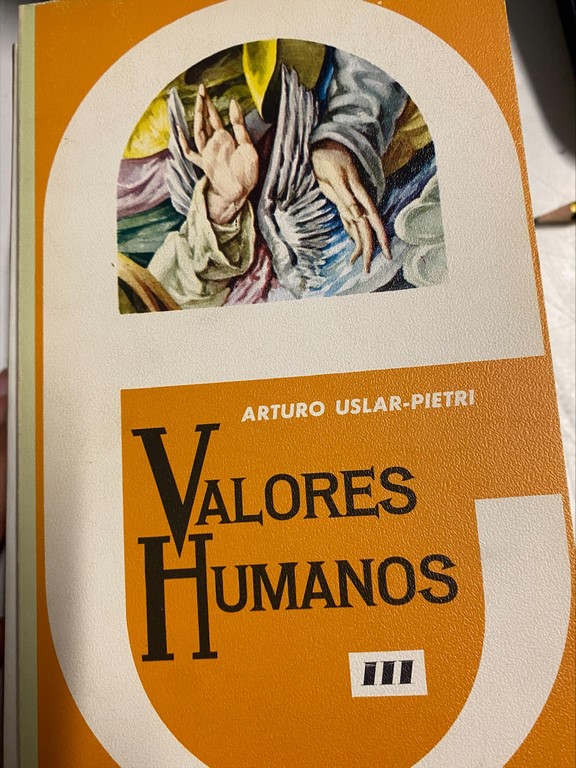 ARTURO USLAR-PIETRI
VALORES
HUMANOS
III